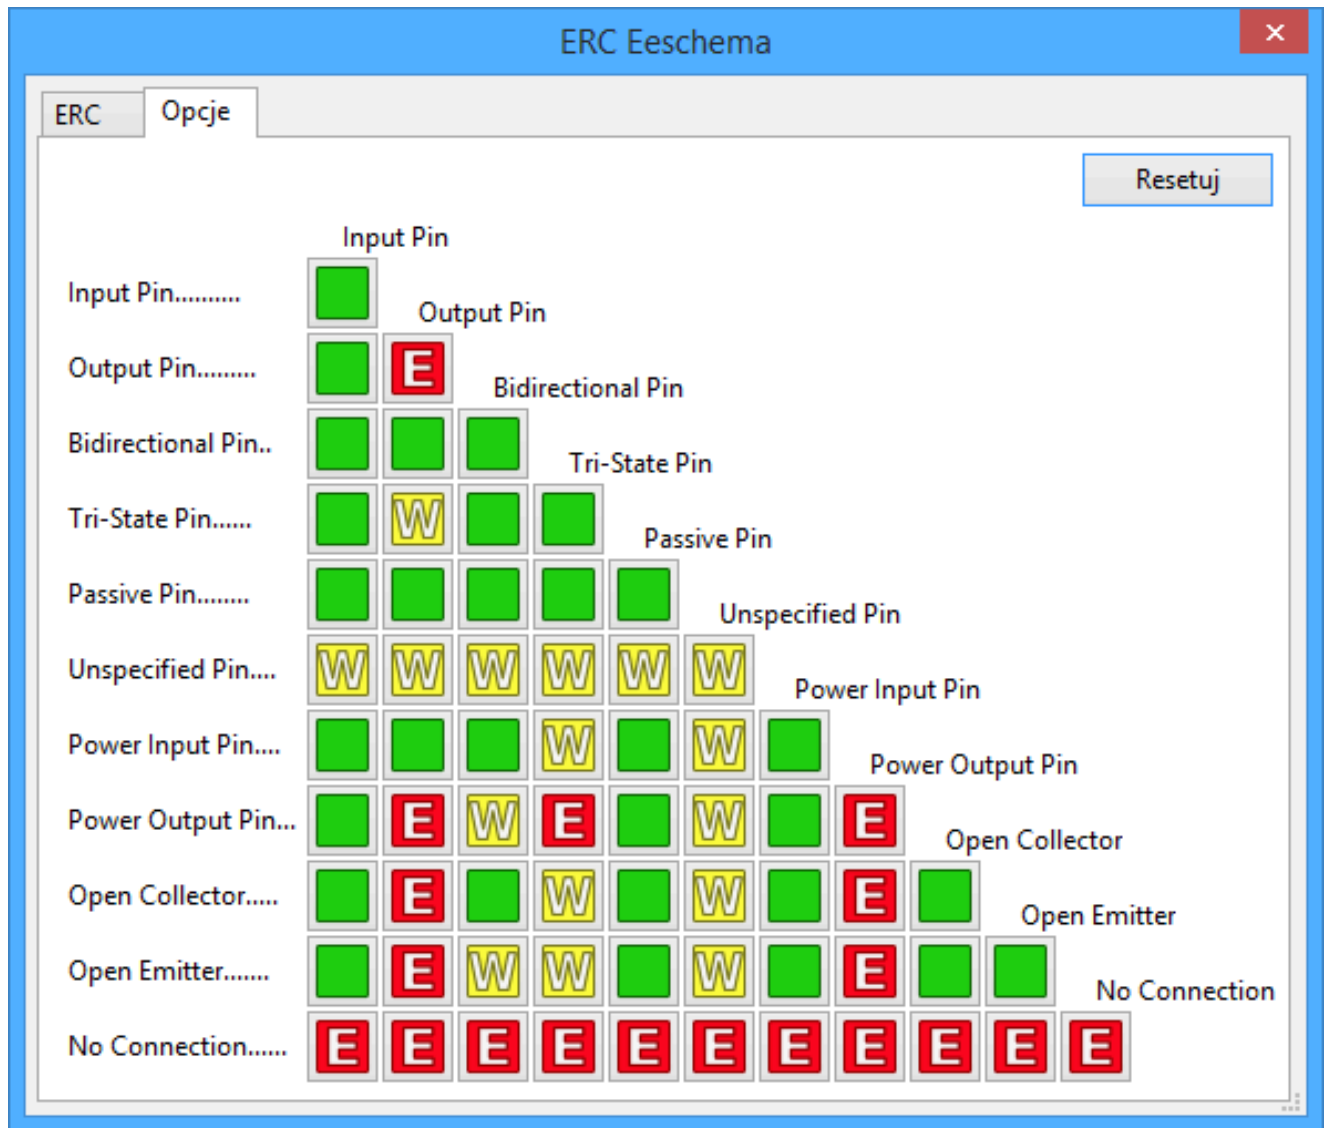 ERC Eeschema
ERC Opcje
Resetuj
Input Pin
Input Pin..........
Output Pin
Output Pin......... E
Bidirectional Pin
Bidirectional Pin..
Tri-State Pin
Tri-State Pin...... W
Passive Pin
Passive Pin........
Unspecified Pin
Unspecified Pin.... W W W W W W
Power Input Pin
Power Input Pin.... W W
Power Output Pin
Power Output Pin... E W E W E
Open Collector
Open Collector..... E W W E
Open Emitter
Open Emitter....... E W W W E
No Connection
No Connection...... E E E E E E E E E E E